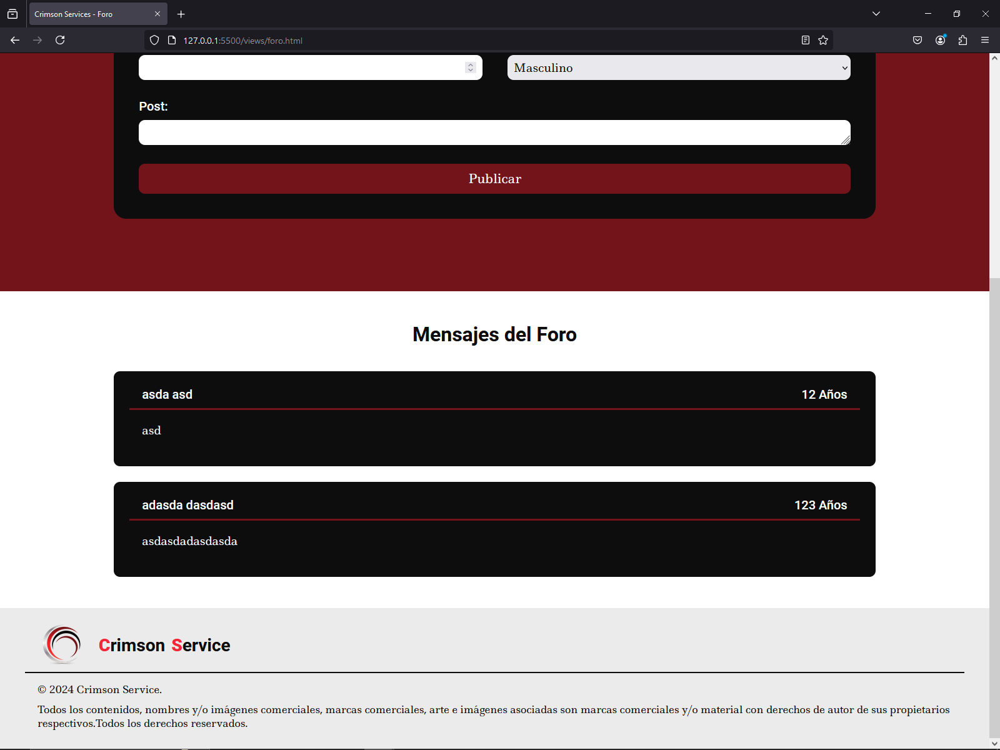 Crimson Services - Foro
127.0.0.1:5500/views/foro.html
Masculino
Post:
Publicar
Mensajes del Foro
asda asd
12 Años
asd
adasda dasdasd
123 Años
asdasdadasdasda
Crimson Service
© 2024 Crimson Service.
Todos los contenidos, nombres y/o imágenes comerciales, marcas comerciales, arte e imágenes asociadas son marcas comerciales y/o material con derechos de autor de sus propietarios
respectivos.Todos los derechos reservados.